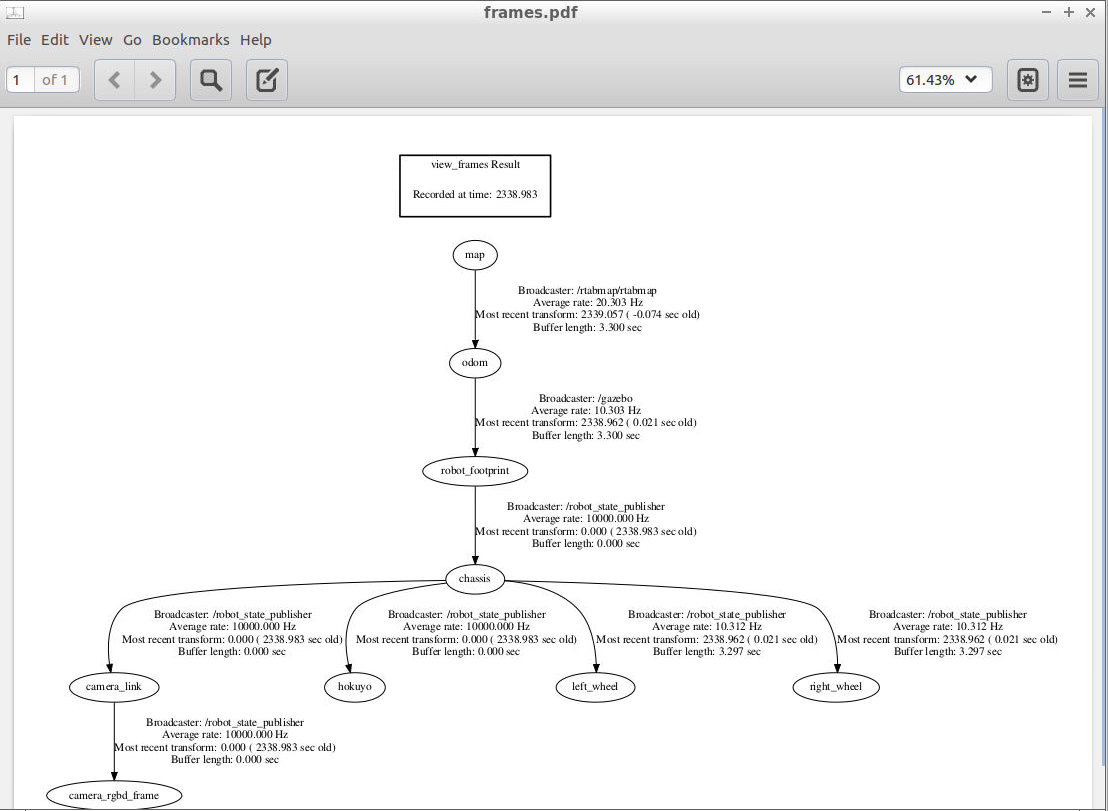 frames.pdf
File Edit View Go Bookmarks Help
1 of 1
61.43%
view_frames Result
Recorded at time: 2338.983
map
Broadcaster: /rtabmap/rtabmap
Average rate: 20.303 Hz
Most recent transform: 2339.057 ( -0.074 sec old)
Buffer length: 3.300 sec
odom
Broadcaster: /gazebo
Average rate: 10.303 Hz
Most recent transform: 2338.962 ( 0.021 sec old)
Buffer length: 3.300 sec
robot_footprint
Broadcaster: /robot_state_publisher
Average rate: 10000.000 Hz
Most recent transform: 0.000 ( 2338.983 sec old)
Buffer length: 0.000 sec
chassis
Broadcaster: /robot_state_publisher
Average rate: 10000.000 Hz
Most recent transform: 0.000 ( 2338.983 sec old)
Buffer length: 0.000 sec
Broadcaster: /robot_state_publisher
Average rate: 10000.000 Hz
Most recent transform: 0.000 ( 2338.983 sec old)
Buffer length: 0.000 sec
Broadcaster: /robot_state_publisher
Average rate: 10.312 Hz
Most recent transform: 2338.962 ( 0.021 sec old)
Buffer length: 3.297 sec
Broadcaster: /robot_state_publisher
Average rate: 10.312 Hz
Most recent transform: 2338.962 ( 0.021 sec old)
Buffer length: 3.297 sec
camera_link
hokuyo
left_wheel
right_wheel
Broadcaster: /robot_state_publisher
Average rate: 10000.000 Hz
Most recent transform: 0.000 ( 2338.983 sec old)
Buffer length: 0.000 sec
camera_rgbd_frame